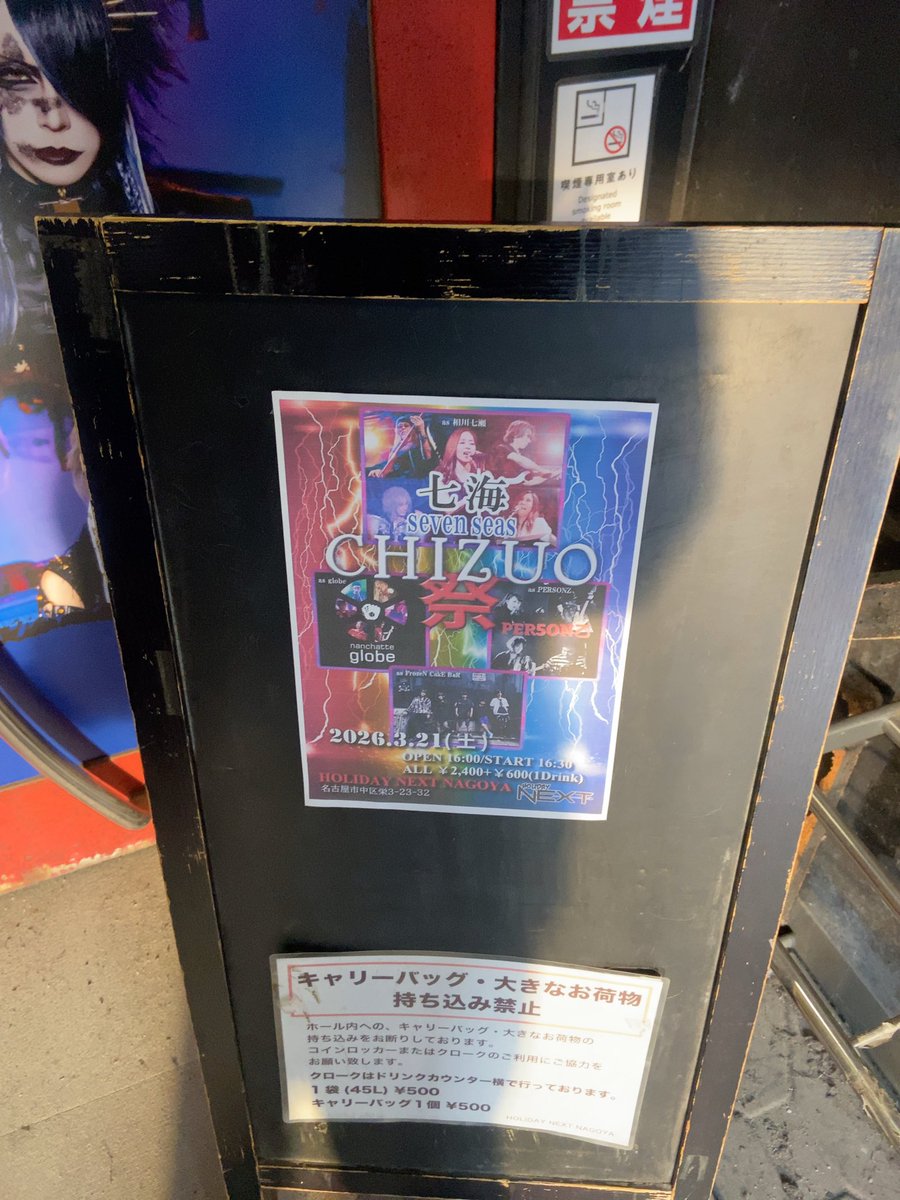 禁煙
喫煙専用室あり
Designated
smoking room
as 相川七瀬
七海
seven seas
CHIZUo
祭
as globe
nanchatte
globe
as PERSONZ
PERSONZ
as FrozeN CakE BaR
2026.3.21(土)
OPEN 16:00/START 16:30
ALL ￥2,400+￥600(1Drink)
HOLIDAY NEXT NAGOYA
名古屋市中区栄3-23-32
HOLIDAY
NEXT
キャリーバッグ・大きなお荷物
持ち込み禁止
ホール内への、キャリーバッグ・大きなお荷物の
持ち込みをお断りしております。
コインロッカーまたはクロークのご利用にご協力を
お願い致します。
クロークはドリンクカウンター横で行っております。
1袋 (45L) ¥500
キャリーバッグ1個 ¥500
HOLIDAY NEXT NAGOYA